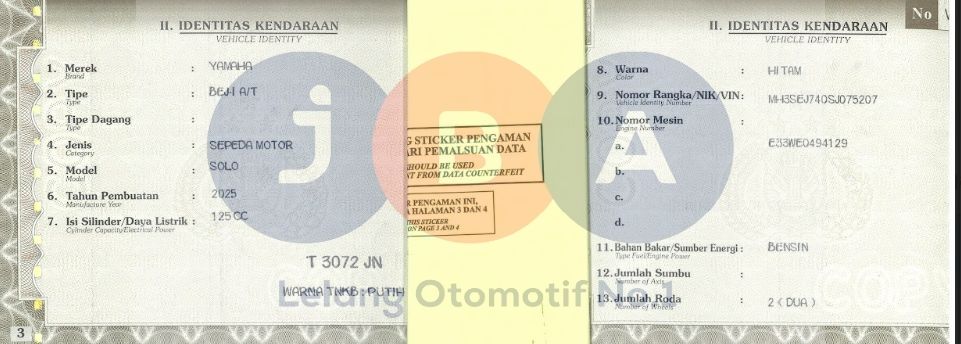 II. IDENTITAS KENDARAAN
VEHICLE IDENTITY
1. Merek : YAMAHA
Brand
2. Tipe : BEJ-I A/T
Type
3. Tipe Dagang :
Type
4. Jenis : SEPEDA MOTOR
Category
5. Model : SOLO
Model
6. Tahun Pembuatan : 2025
Manufacture Year
7. Isi Silinder/Daya Listrik : 125 CC
Cylinder Capacity/Electrical Power
T 3072 JN
WARNA TNKB : PUTIH
3
G STICKER PENGAMAN
ARI PEMALSUAN DATA
HOULD BE USED
NT FROM DATA COUNTERFEIT
R PENGAMAN INI,
A HALAMAN 3 DAN 4
THIS STICKER
ON PAGE 3 AND 4
No
II. IDENTITAS KENDARAAN
VEHICLE IDENTITY
8. Warna : HITAM
Color
9. Nomor Rangka/NIK/VIN : MH3SEJ740SJ075207
Vehicle Identity Number
10. Nomor Mesin :
Engine Number
a. E33WE0494129
b.
c.
d.
11. Bahan Bakar/Sumber Energi : BENSIN
Type Fuel/Engine Power
12. Jumlah Sumbu :
Number of Axis
13. Jumlah Roda : 2 ( DUA )
Number of Wheels
jBA
Lelang Otomotif No.1